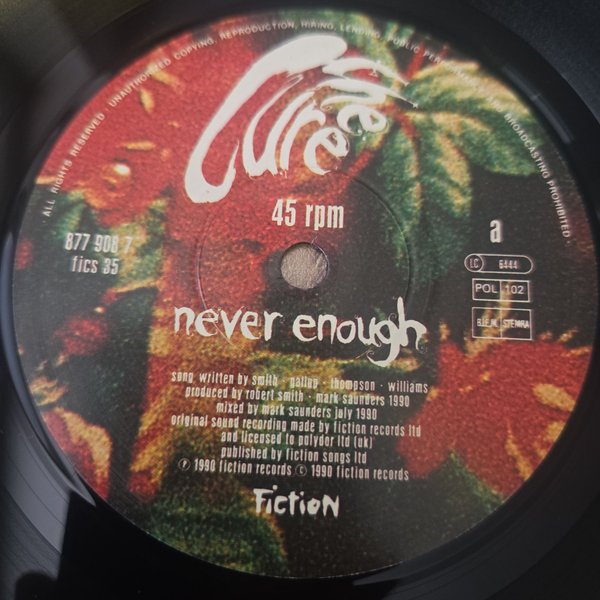 · ALL RIGHTS RESERVED · UNAUTHORIZED COPYING, REPRODUCTION, HIRING, LENDING, PUBLIC PERFORMANCE AND BROADCASTING PROHIBITED ·
the Cure
45 rpm
877 908 7
fics 35
a
LC 6444
POL 102
B.I.E.M. STEMRA
never enough
song written by smith · gallup · thompson · williams
produced by robert smith · mark saunders 1990
mixed by mark saunders july 1990
original sound recording made by fiction records ltd
and licensed to polydor ltd (uk)
published by fiction songs ltd
℗ 1990 fiction records © 1990 fiction records
Fiction